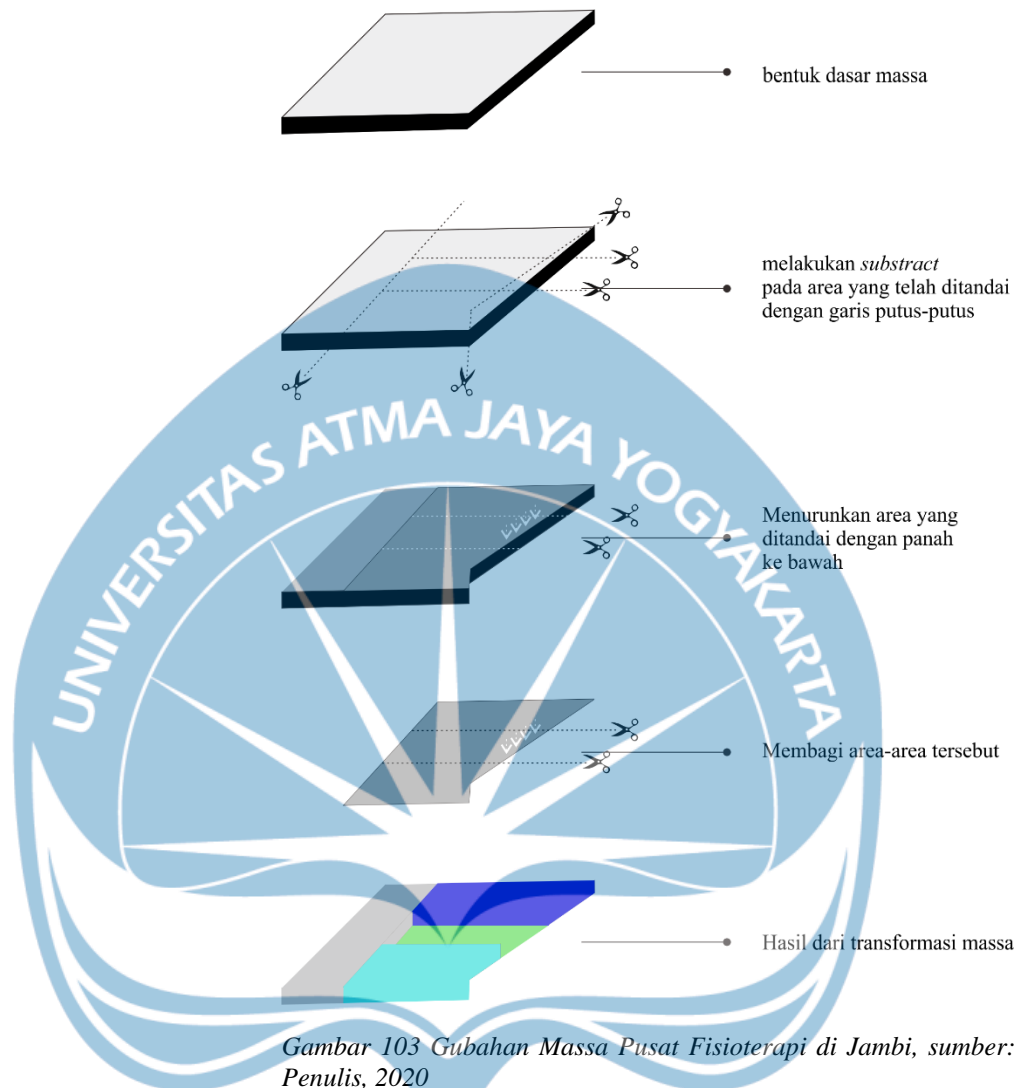 bentuk dasar massa
melakukan substract
pada area yang telah ditandai
dengan garis putus-putus
UNIVERSITAS ATMA JAYA YOGYAKARTA
Menurunkan area yang
ditandai dengan panah
ke bawah
Membagi area-area tersebut
Hasil dari transformasi massa
Gambar 103 Gubahan Massa Pusat Fisioterapi di Jambi, sumber:
Penulis, 2020